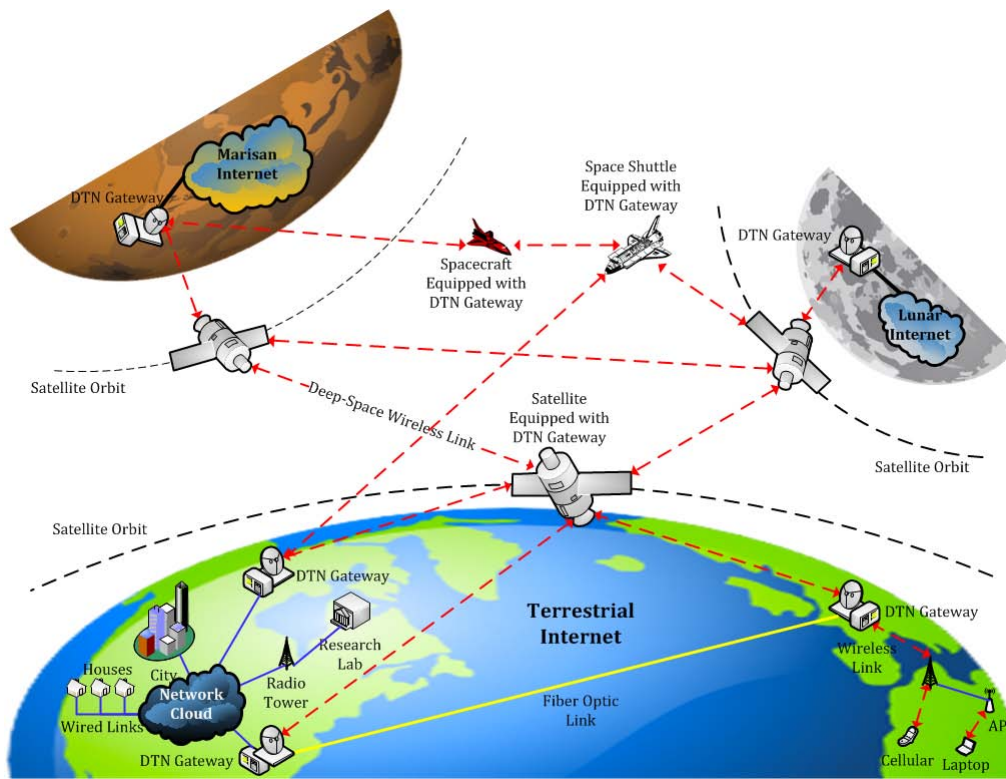 Marisan
Internet
DTN Gateway
Space Shuttle
Equipped with
DTN Gateway
DTN Gateway
Spacecraft
Equipped with
DTN Gateway
Lunar
Internet
Satellite Orbit
Deep-Space Wireless Link
Satellite
Equipped with
DTN Gateway
Satellite Orbit
Satellite Orbit
DTN Gateway
Terrestrial
Internet
DTN Gateway
Research
Lab
Wireless
Link
Houses
City
Radio
Tower
Network
Cloud
Fiber Optic
Link
Wired Links
AP
DTN Gateway
Cellular
Laptop